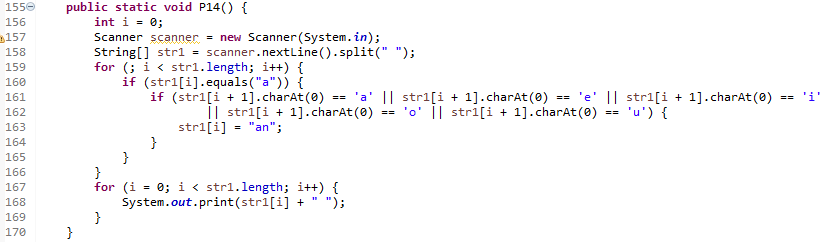 155    public static void P14() {
156        int i = 0;
157        Scanner scanner = new Scanner(System.in);
158        String[] str1 = scanner.nextLine().split(" ");
159        for (; i < str1.length; i++) {
160            if (str1[i].equals("a")) {
161                if (str1[i + 1].charAt(0) == 'a' || str1[i + 1].charAt(0) == 'e' || str1[i + 1].charAt(0) == 'i'
162                        || str1[i + 1].charAt(0) == 'o' || str1[i + 1].charAt(0) == 'u') {
163                    str1[i] = "an";
164                }
165            }
166        }
167        for (i = 0; i < str1.length; i++) {
168            System.out.print(str1[i] + " ");
169        }
170    }